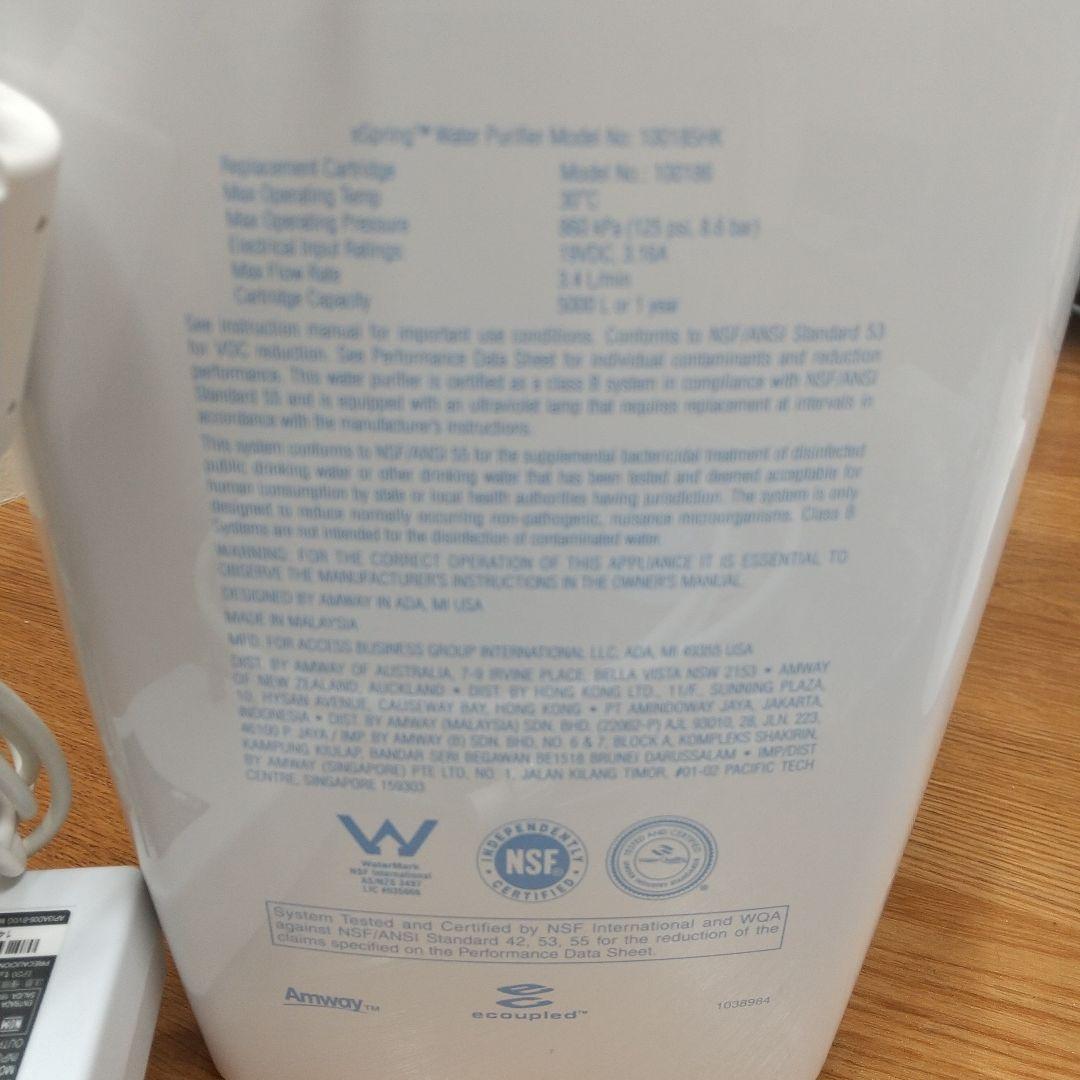 eSpring™ Water Purifier Model No: 100185HK
Replacement Cartridge Model No.: 100186
Max Operating Temp 30°C
Max Operating Pressure 860 kPa (125 psi, 8.6 bar)
Electrical Input Ratings 19VDC, 3.16A
Max Flow Rate 3.4 L/min
Cartridge Capacity 5000 L or 1 year
See instruction manual for important use conditions. Conforms to NSF/ANSI Standard 53
for VOC reduction. See Performance Data Sheet for individual contaminants and reduction
performance. This water purifier is certified as a class B system in compliance with NSF/ANSI
Standard 55 and is equipped with an ultraviolet lamp that requires replacement at intervals in
accordance with the manufacturer's instructions.
This system conforms to NSF/ANSI 55 for the supplemental bactericidal treatment of disinfected
public drinking water or other drinking water that has been tested and deemed acceptable for
human consumption by state or local health authorities having jurisdiction. The system is only
designed to reduce normally occurring non-pathogenic, nuisance microorganisms. Class B
Systems are not intended for the disinfection of contaminated water.
WARNING: FOR THE CORRECT OPERATION OF THIS APPLIANCE IT IS ESSENTIAL TO
OBSERVE THE MANUFACTURER'S INSTRUCTIONS IN THE OWNER'S MANUAL.
DESIGNED BY AMWAY IN ADA, MI USA
MADE IN MALAYSIA
MFD. FOR ACCESS BUSINESS GROUP INTERNATIONAL LLC, ADA, MI 49355 USA
DIST. BY AMWAY OF AUSTRALIA, 7-9 IRVINE PLACE, BELLA VISTA NSW 2153 • AMWAY
OF NEW ZEALAND, AUCKLAND • DIST. BY HONG KONG LTD., 11/F., SUNNING PLAZA,
10, HYSAN AVENUE, CAUSEWAY BAY, HONG KONG • PT AMINDOWAY JAYA, JAKARTA,
INDONESIA • DIST. BY AMWAY (MALAYSIA) SDN. BHD. (22062-P) AJL 93010, 28, JLN. 223,
46100 P. JAYA / IMP. BY AMWAY (B) SDN. BHD. NO. 6 & 7, BLOCK A, KOMPLEKS SHAKIRIN,
KAMPUNG KIULAP, BANDAR SERI BEGAWAN BE1518 BRUNEI DARUSSALAM • IMP/DIST
BY AMWAY (SINGAPORE) PTE LTD, NO. 1, JALAN KILANG TIMOR, #01-02 PACIFIC TECH
CENTRE, SINGAPORE 159303
WaterMark
NSF International
AS/NZS 3497
LIC
INDEPENDENTLY
NSF®
CERTIFIED
TESTED AND CERTIFIED
UNDER INDUSTRY STANDARDS
System Tested and Certified by NSF International and WQA
against NSF/ANSI Standard 42, 53, 55 for the reduction of the
claims specified on the Performance Data Sheet.
Amway™
ecoupled™
1038984